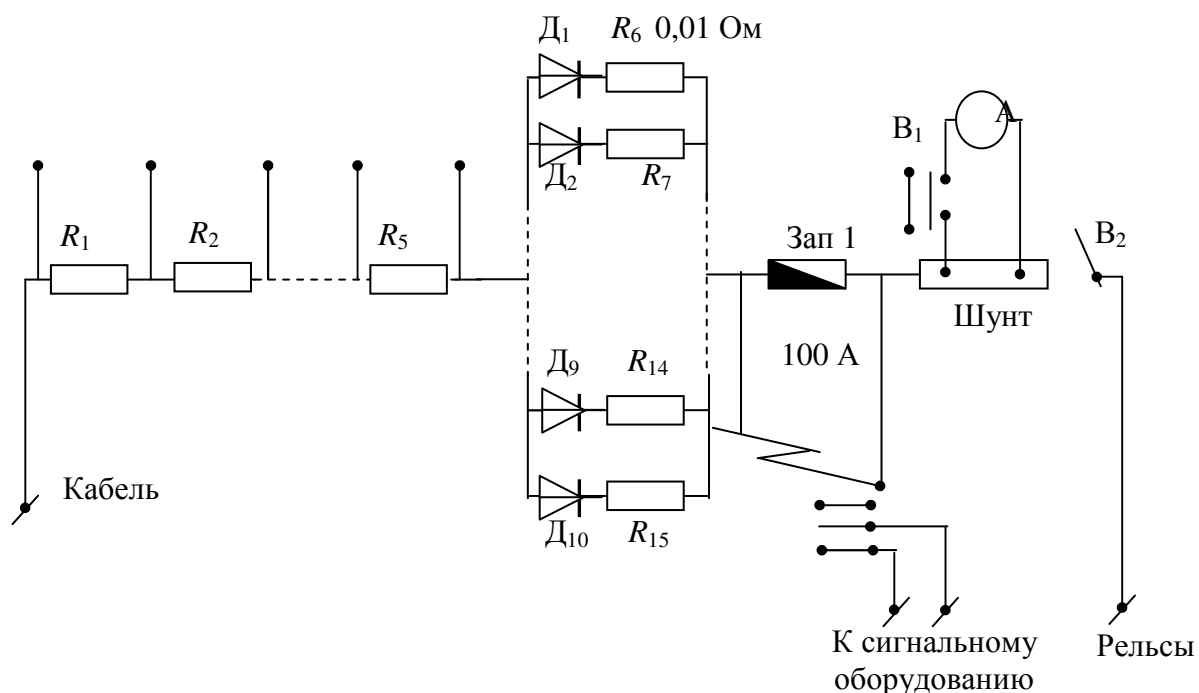 Д₁ R₆ 0,01 Ом
A
B₁
Д₂ R₇
R₁ R₂ R₅
Зап 1
B₂
Шунт
100 А
Д₉ R₁₄
Кабель
Д₁₀ R₁₅
К сигнальному
оборудованию
Рельсы